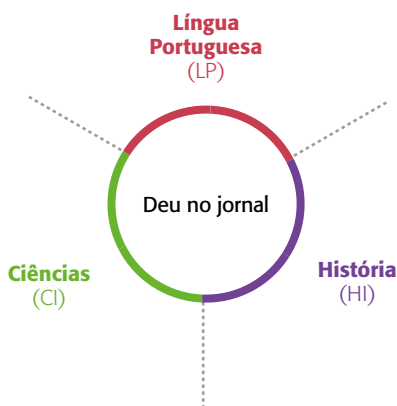 Língua
Portuguesa
(LP)
Deu no jornal
Ciências
(CI)
História
(HI)